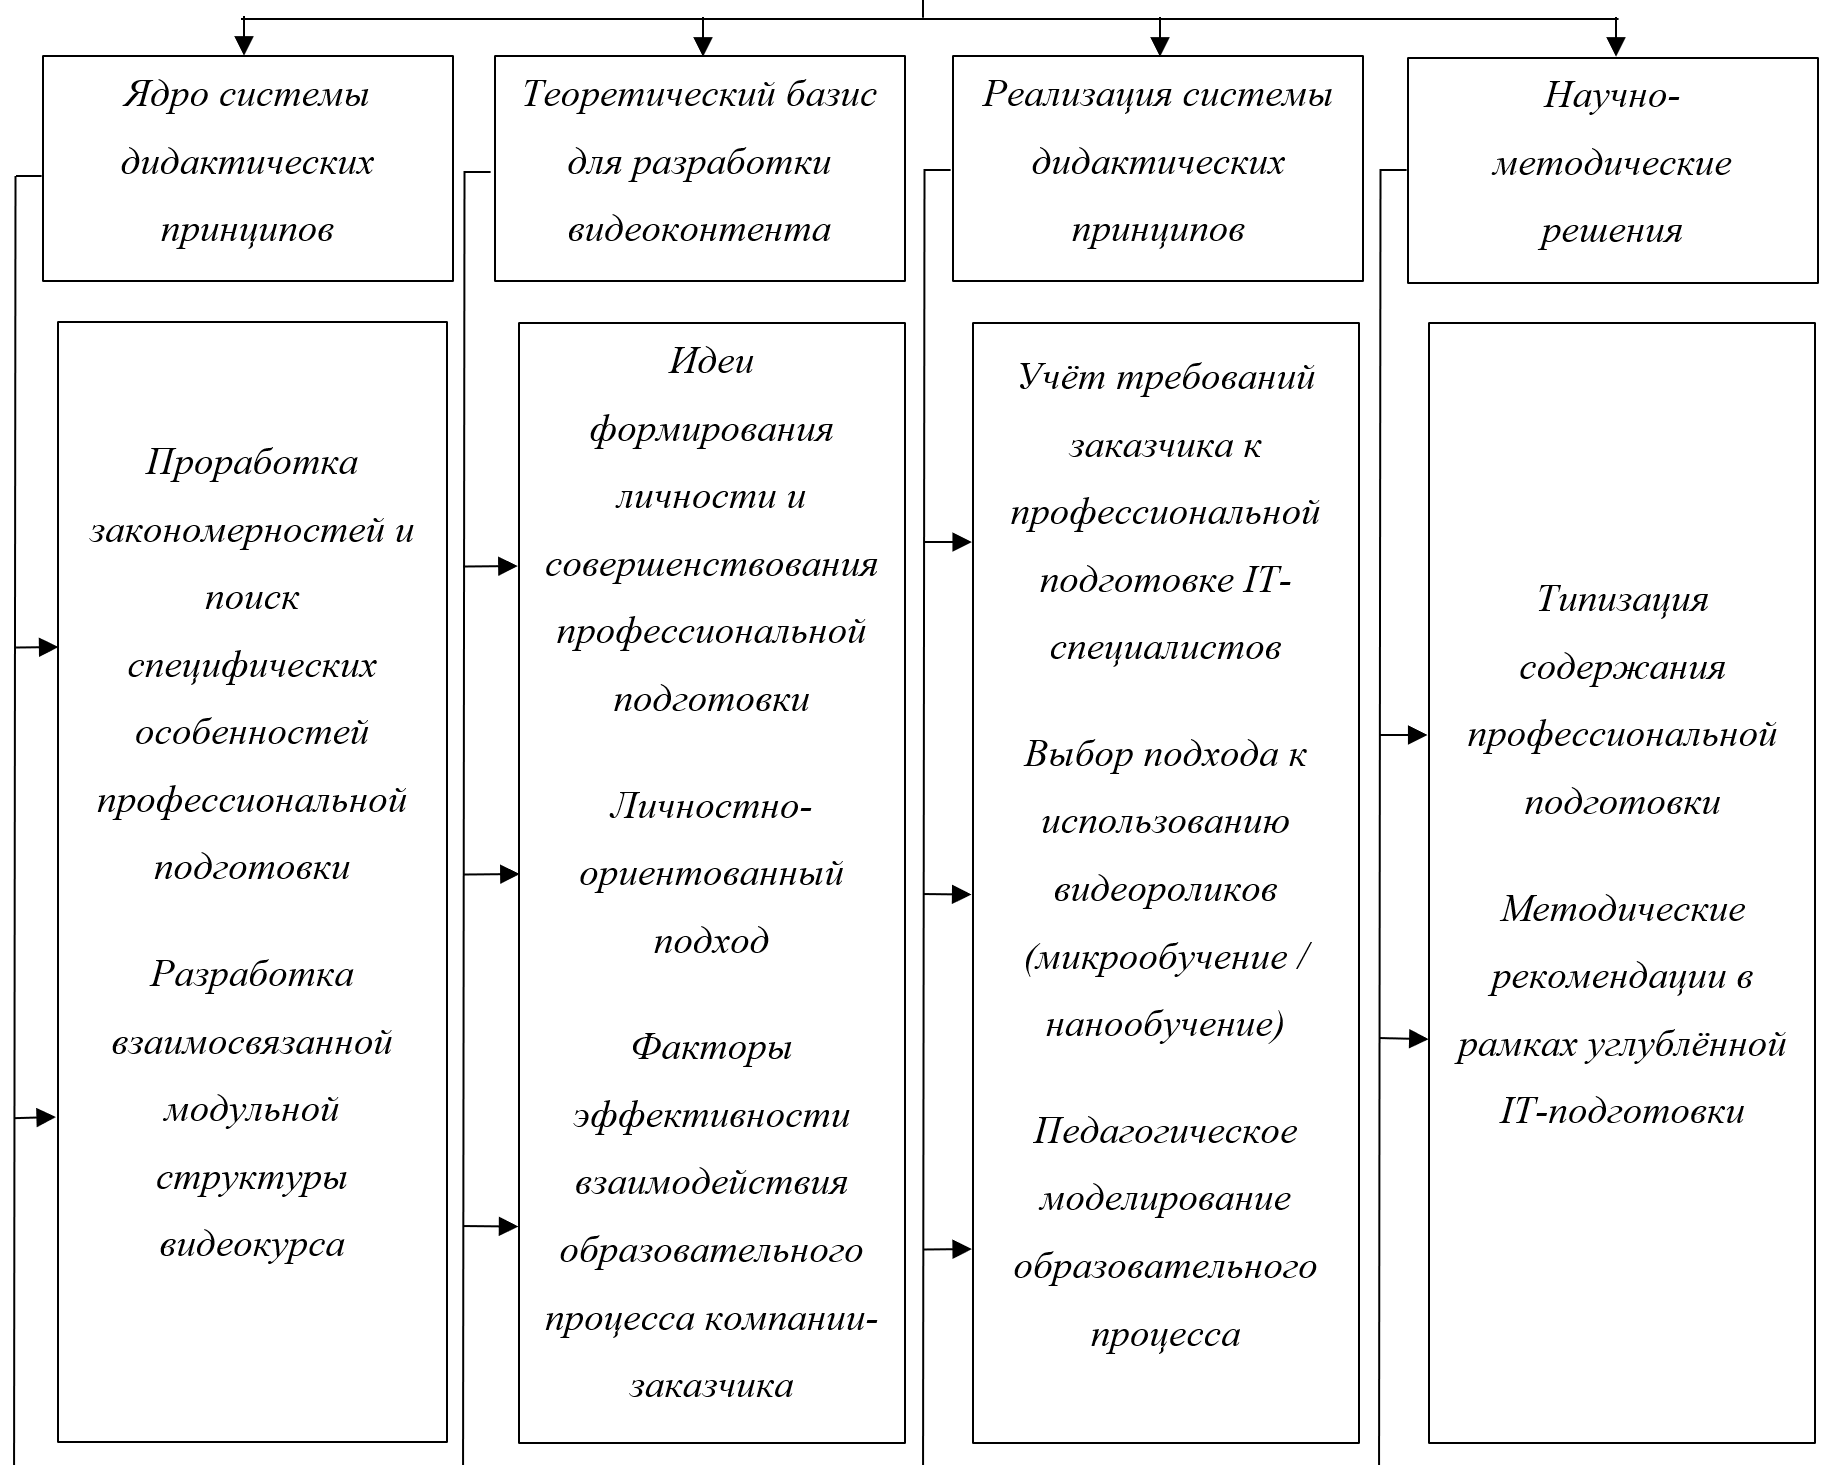 Ядро системы
дидактических
принципов
Теоретический базис
для разработки
видеоконтента
Реализация системы
дидактических
принципов
Научно-
методические
решения
Проработка
закономерностей и
поиск
специфических
особенностей
профессиональной
подготовки
Разработка
взаимосвязанной
модульной
структуры
видеокурса
Идеи
формирования
личности и
совершенствования
профессиональной
подготовки
Личностно-
ориентованный
подход
Факторы
эффективности
взаимодействия
образовательного
процесса компании-
заказчика
Учёт требований
заказчика к
профессиональной
подготовке IT-
специалистов
Выбор подхода к
использованию
видеороликов
(микрообучение /
нанообучение)
Педагогическое
моделирование
образовательного
процесса
Типизация
содержания
профессиональной
подготовки
Методические
рекомендации в
рамках углублённой
IT-подготовки